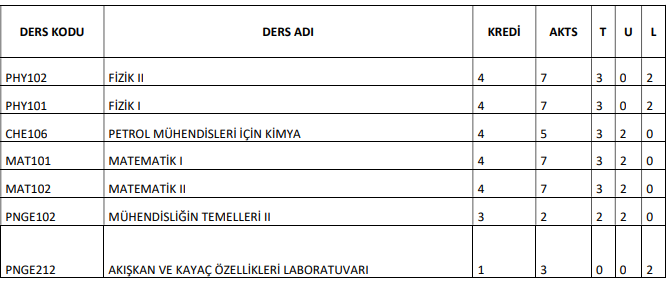 DERS KODU DERS ADI KREDİ AKTS T U L
PHY102 FİZİK II 4 7 3 0 2
PHY101 FİZİK I 4 7 3 0 2
CHE106 PETROL MÜHENDİSLERİ İÇİN KİMYA 4 5 3 2 0
MAT101 MATEMATİK I 4 7 3 2 0
MAT102 MATEMATİK II 4 7 3 2 0
PNGE102 MÜHENDİSLİĞİN TEMELLERİ II 3 2 2 2 0
PNGE212 AKIŞKAN VE KAYAÇ ÖZELLİKLERİ LABORATUVARI 1 3 0 0 2